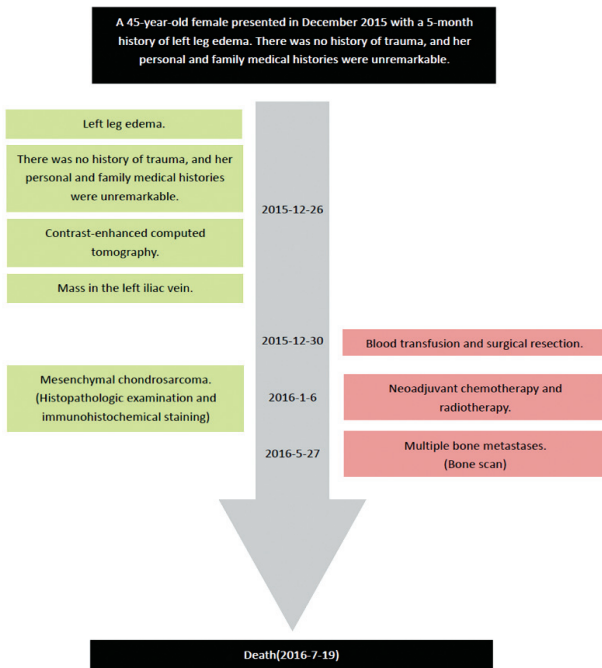 A 45-year-old female presented in December 2015 with a 5-month
history of left leg edema. There was no history of trauma, and her
personal and family medical histories were unremarkable.
Left leg edema.
There was no history of trauma, and her
personal and family medical histories
were unremarkable.
2015-12-26
Contrast-enhanced computed
tomography.
Mass in the left iliac vein.
2015-12-30
Blood transfusion and surgical resection.
Mesenchymal chondrosarcoma.
(Histopathologic examination and
immunohistochemical staining)
2016-1-6
Neoadjuvant chemotherapy and
radiotherapy.
2016-5-27
Multiple bone metastases.
(Bone scan)
Death(2016-7-19)